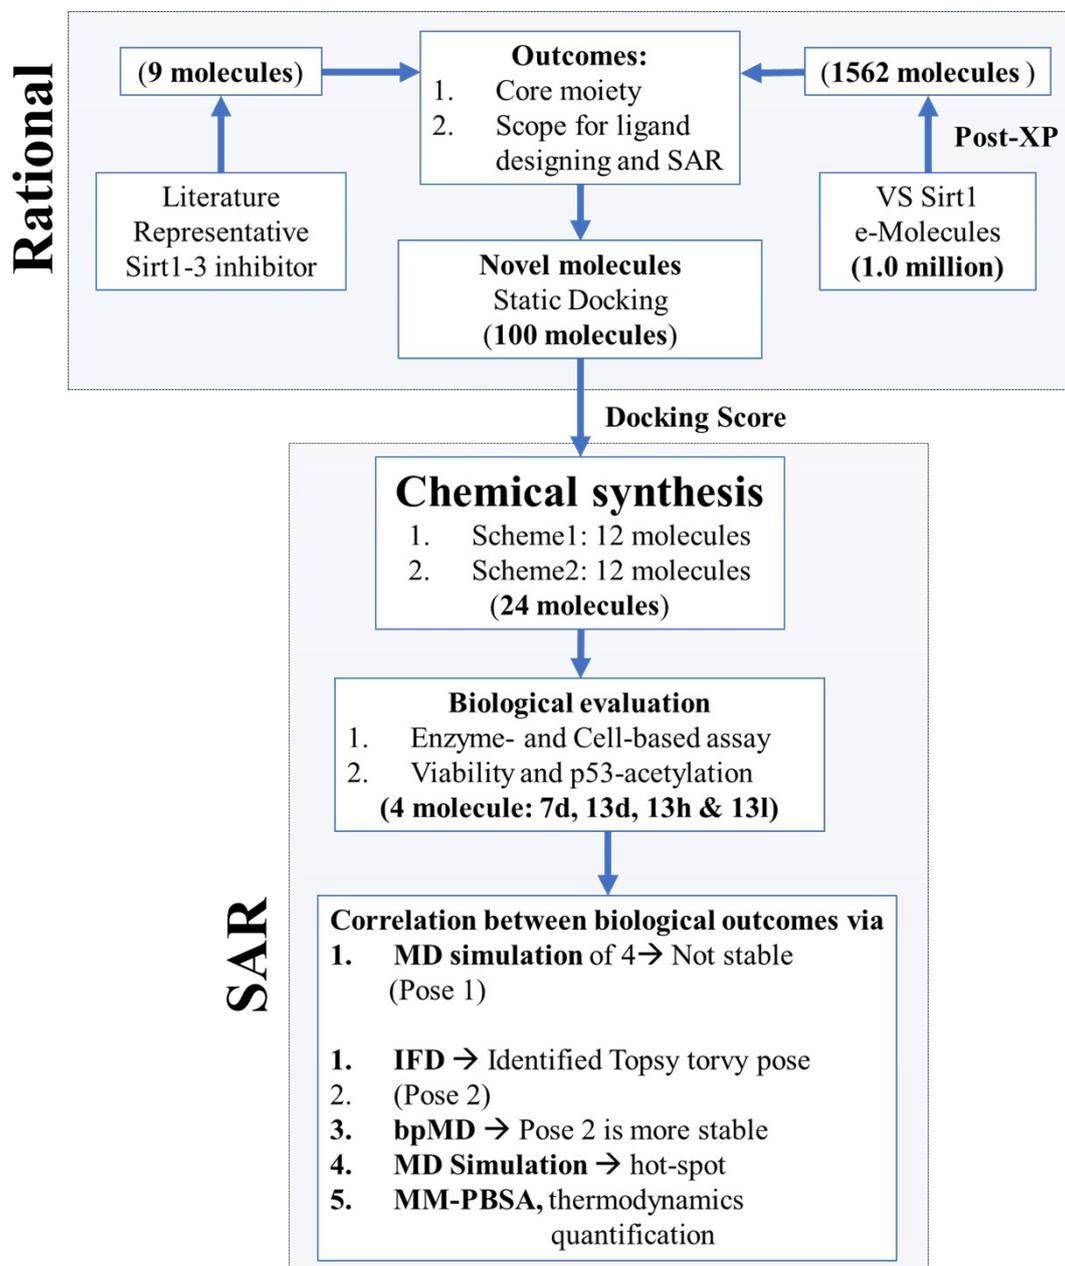 Rational
(9 molecules)
Literature
Representative
Sirt1-3 inhibitor
Outcomes:
1. Core moiety
2. Scope for ligand
designing and SAR
(1562 molecules )
Post-XP
VS Sirt1
e-Molecules
(1.0 million)
Novel molecules
Static Docking
(100 molecules)
Docking Score
SAR
Chemical synthesis
1. Scheme1: 12 molecules
2. Scheme2: 12 molecules
(24 molecules)
Biological evaluation
1. Enzyme- and Cell-based assay
2. Viability and p53-acetylation
(4 molecule: 7d, 13d, 13h & 13l)
Correlation between biological outcomes via
1. MD simulation of 4→ Not stable
(Pose 1)
1. IFD → Identified Topsy torvy pose
2. (Pose 2)
3. bpMD → Pose 2 is more stable
4. MD Simulation → hot-spot
5. MM-PBSA, thermodynamics
quantification